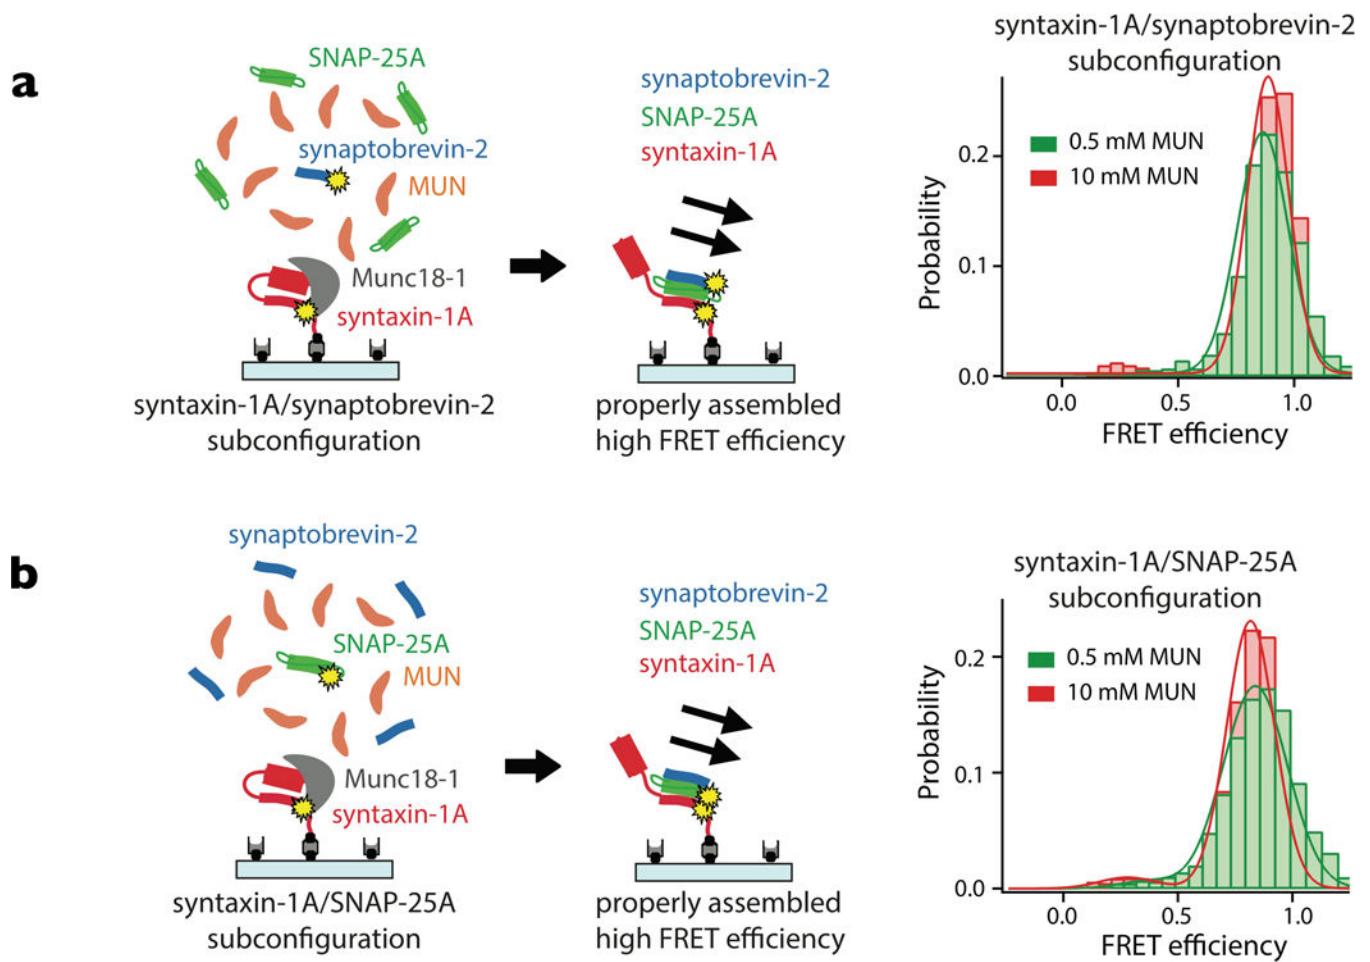 a
SNAP-25A
synaptobrevin-2
MUN
Munc18-1
syntaxin-1A
syntaxin-1A/synaptobrevin-2
subconfiguration
synaptobrevin-2
SNAP-25A
syntaxin-1A
properly assembled
high FRET efficiency
syntaxin-1A/synaptobrevin-2
subconfiguration
0.5 mM MUN
10 mM MUN
Probability
0.2
0.1
0.0
0.0 0.5 1.0
FRET efficiency
b
synaptobrevin-2
SNAP-25A
MUN
Munc18-1
syntaxin-1A
syntaxin-1A/SNAP-25A
subconfiguration
synaptobrevin-2
SNAP-25A
syntaxin-1A
properly assembled
high FRET efficiency
syntaxin-1A/SNAP-25A
subconfiguration
0.5 mM MUN
10 mM MUN
Probability
0.2
0.1
0.0
0.0 0.5 1.0
FRET efficiency